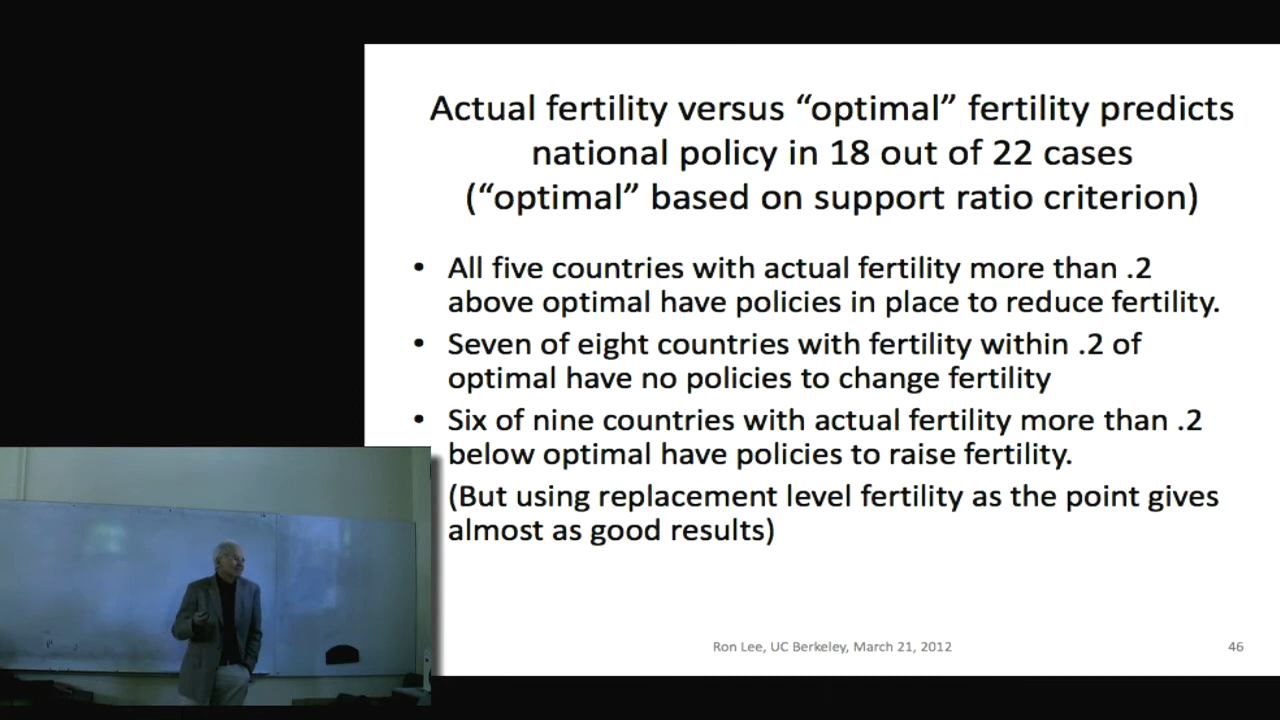 Actual fertility versus “optimal” fertility predicts
national policy in 18 out of 22 cases
(“optimal” based on support ratio criterion)
• All five countries with actual fertility more than .2
above optimal have policies in place to reduce fertility.
• Seven of eight countries with fertility within .2 of
optimal have no policies to change fertility
• Six of nine countries with actual fertility more than .2
below optimal have policies to raise fertility.
(But using replacement level fertility as the point gives
almost as good results)
Ron Lee, UC Berkeley, March 21, 2012
46